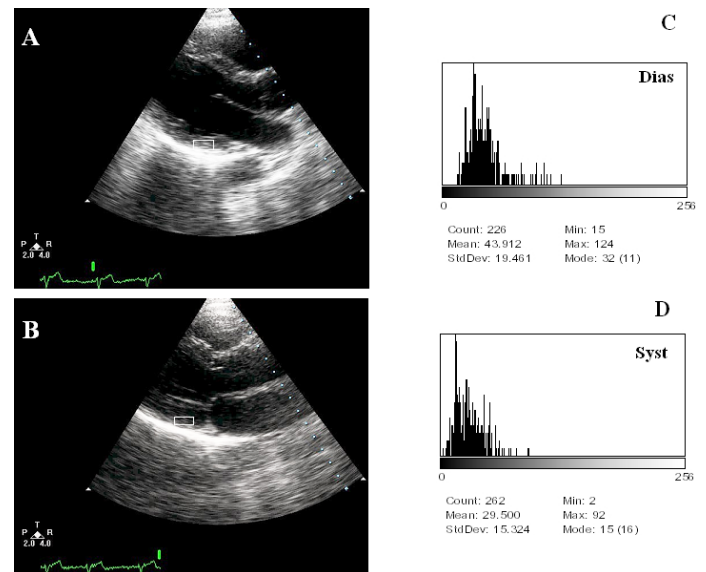 A
P T R
2.0 4.0
B
P T R
2.0 4.0
C
Dias
0 256
Count: 226 Min: 15
Mean: 43.912 Max: 124
StdDev: 19.461 Mode: 32 (11)
D
Syst
0 256
Count: 262 Min: 2
Mean: 29.500 Max: 92
StdDev: 15.324 Mode: 15 (16)